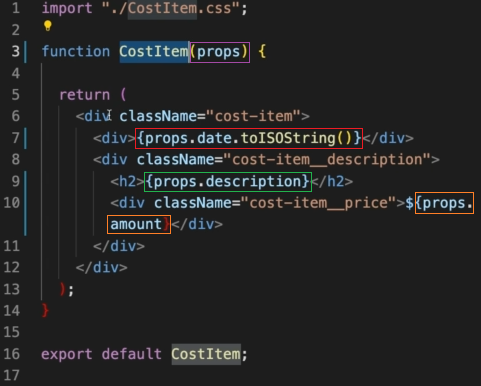 1 import "./CostItem.css";
2
3 function CostItem(props) {
4
5 return (
6 <div className="cost-item">
7 <div>{props.date.toISOString()}</div>
8 <div className="cost-item__description">
9 <h2>{props.description}</h2>
10 <div className="cost-item__price">${props.
amount}</div>
11 </div>
12 </div>
13 );
14 }
15
16 export default CostItem;
17